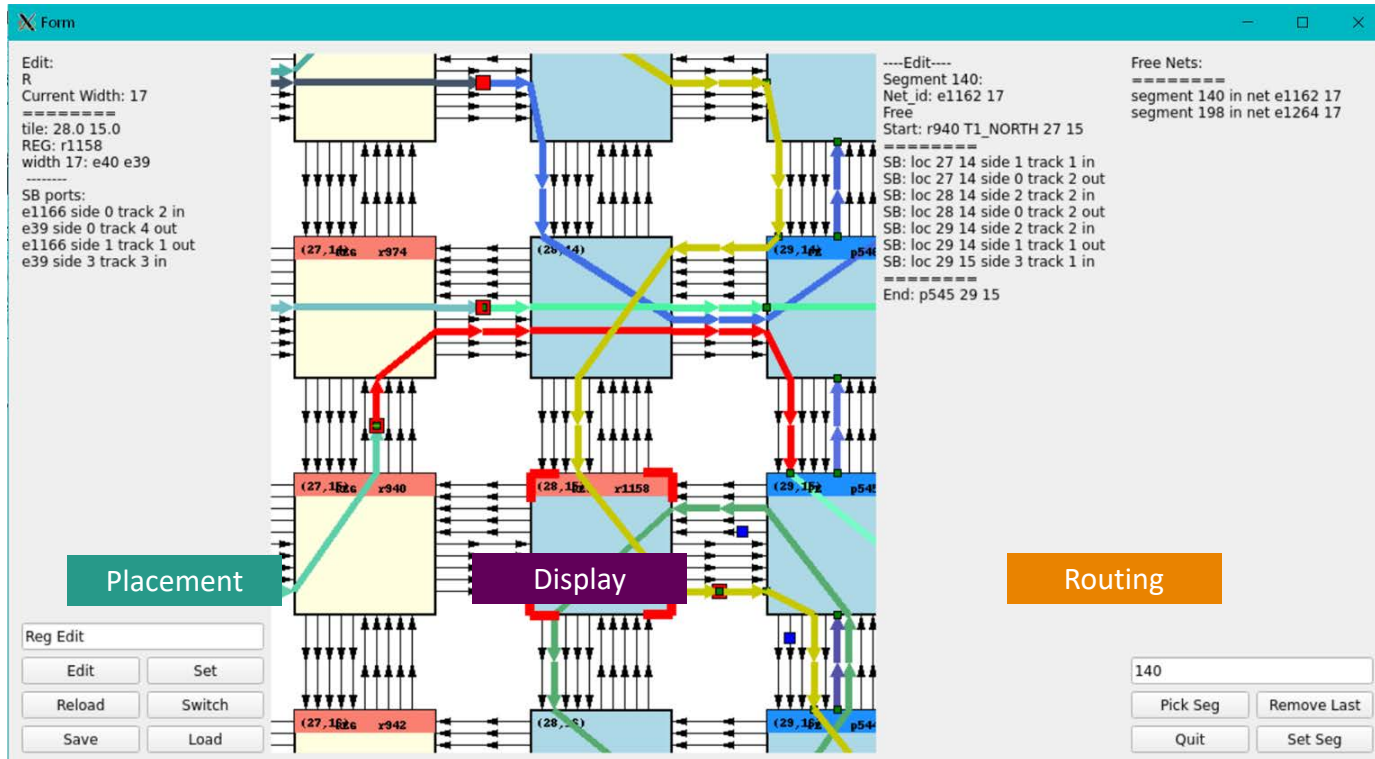 Form
Edit:
R
Current Width: 17
========
tile: 28.0 15.0
REG: r1158
width 17: e40 e39
--------
SB ports:
e1166 side 0 track 2 in
e39 side 0 track 4 out
e1166 side 1 track 1 out
e39 side 3 track 3 in
Placement
Reg Edit
Edit Set
Reload Switch
Save Load
r974
(28,14)
(29,14)
r940
r1158
(29,15)
r942
Display
----Edit----
Segment 140:
Net_id: e1162 17
Free
Start: r940 T1_NORTH 27 15
========
SB: loc 27 14 side 1 track 1 in
SB: loc 27 14 side 0 track 2 out
SB: loc 28 14 side 2 track 2 in
SB: loc 28 14 side 0 track 2 out
SB: loc 29 14 side 2 track 2 in
SB: loc 29 14 side 1 track 1 out
SB: loc 29 15 side 3 track 1 in
========
End: p545 29 15
Routing
Free Nets:
========
segment 140 in net e1162 17
segment 198 in net e1264 17
140
Pick Seg Remove Last
Quit Set Seg